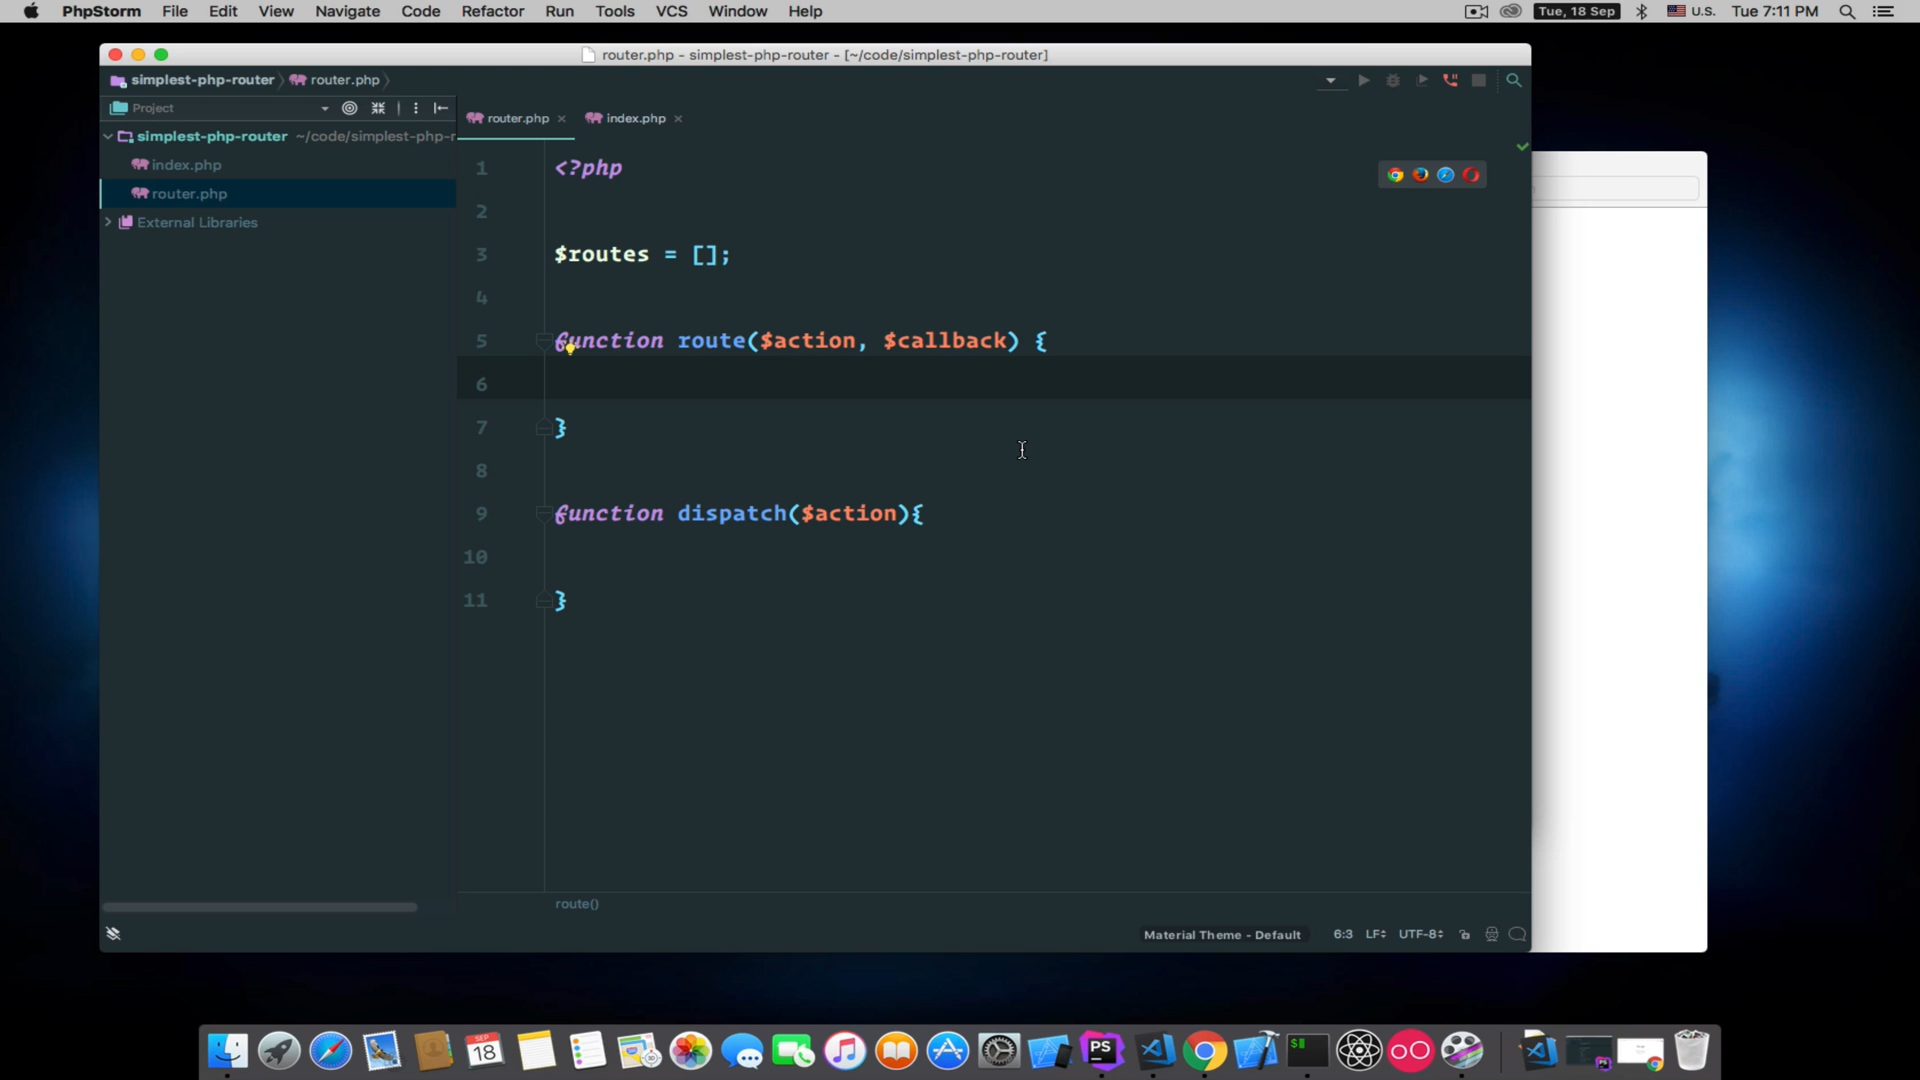 PhpStorm File Edit View Navigate Code Refactor Run Tools VCS Window Help Tue, 18 Sep U.S. Tue 7:11 PM
router.php - simplest-php-router - [~/code/simplest-php-router]
simplest-php-router router.php
Project
router.php index.php
simplest-php-router ~/code/simplest-php-r
index.php
router.php
External Libraries
1 <?php
2
3 $routes = [];
4
5 function route($action, $callback) {
6
7 }
8
9 function dispatch($action){
10
11 }
route()
Material Theme - Default 6:3 LF UTF-8
SEP
18
PS
$